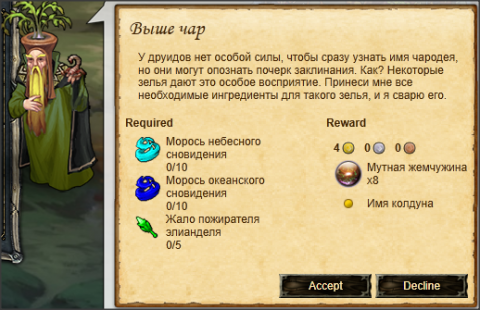 Выше чар
У друидов нет особой силы, чтобы сразу узнать имя чародея,
но они могут опознать почерк заклинания. Как? Некоторые
зелья дают это особое восприятие. Принеси мне все
необходимые ингредиенты для такого зелья, и я сварю его.
Required
Морось небесного
сновидения
0/10
Морось океанского
сновидения
0/10
Жало пожирателя
элианделя
0/5
Reward
4 0 0
Мутная жемчужина
x8
Имя колдуна
Accept Decline